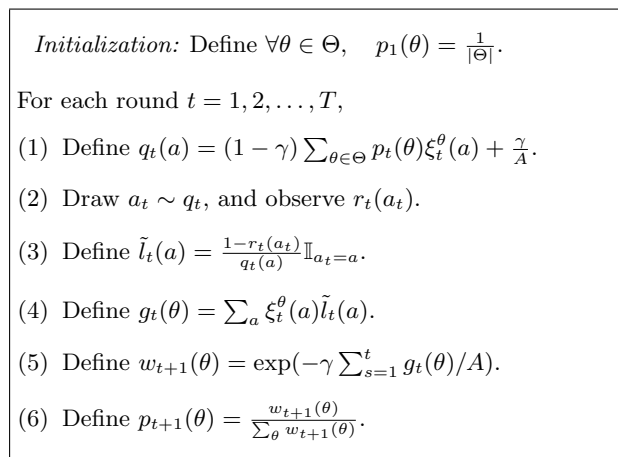 Initialization: Define ∀θ ∈ Θ, p₁(θ) = 1/|Θ|.
For each round t = 1, 2, . . . , T,
(1) Define q_t(a) = (1 − γ) ∑_{θ∈Θ} p_t(θ)ξ_t^θ(a) + γ/A.
(2) Draw a_t ∼ q_t, and observe r_t(a_t).
(3) Define l̃_t(a) = (1−r_t(a_t))/(q_t(a)) 𝕀_{a_t=a}.
(4) Define g_t(θ) = ∑_a ξ_t^θ(a)l̃_t(a).
(5) Define w_{t+1}(θ) = exp(−γ ∑_{s=1}^t g_t(θ)/A).
(6) Define p_{t+1}(θ) = w_{t+1}(θ)/∑_θ w_{t+1}(θ).